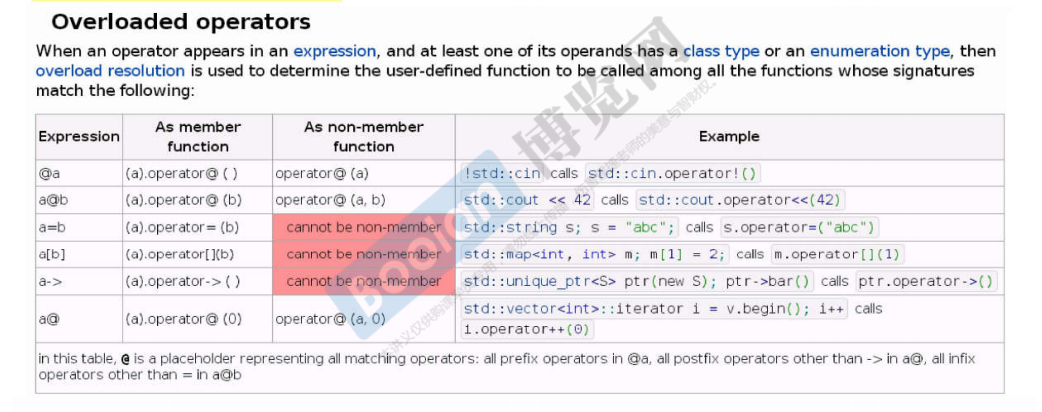 Overloaded operators
When an operator appears in an expression, and at least one of its operands has a class type or an enumeration type, then
overload resolution is used to determine the user-defined function to be called among all the functions whose signatures
match the following:
Expression As member function As non-member function Example
@a (a).operator@ ( ) operator@ (a) !std::cin calls std::cin.operator!()
a@b (a).operator@ (b) operator@ (a, b) std::cout << 42 calls std::cout.operator<<(42)
a=b (a).operator= (b) cannot be non-member std::string s; s = "abc"; calls s.operator=("abc")
a[b] (a).operator[](b) cannot be non-member std::map<int, int> m; m[1] = 2; calls m.operator[](1)
a-> (a).operator-> ( ) cannot be non-member std::unique_ptr<S> ptr(new S); ptr->bar() calls ptr.operator->()
a@ (a).operator@ (0) operator@ (a, 0) std::vector<int>::iterator i = v.begin(); i++ calls
i.operator++(0)
in this table, @ is a placeholder representing all matching operators: all prefix operators in @a, all postfix operators other than -> in a@, all infix
operators other than = in a@b
Boolan 博览网